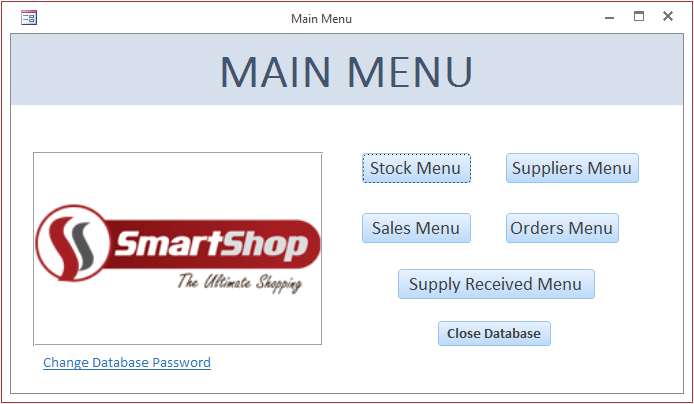 Main Menu
MAIN MENU
Stock Menu
Suppliers Menu
Sales Menu
Orders Menu
Supply Received Menu
Close Database
SmartShop
The Ultimate Shopping
Change Database Password